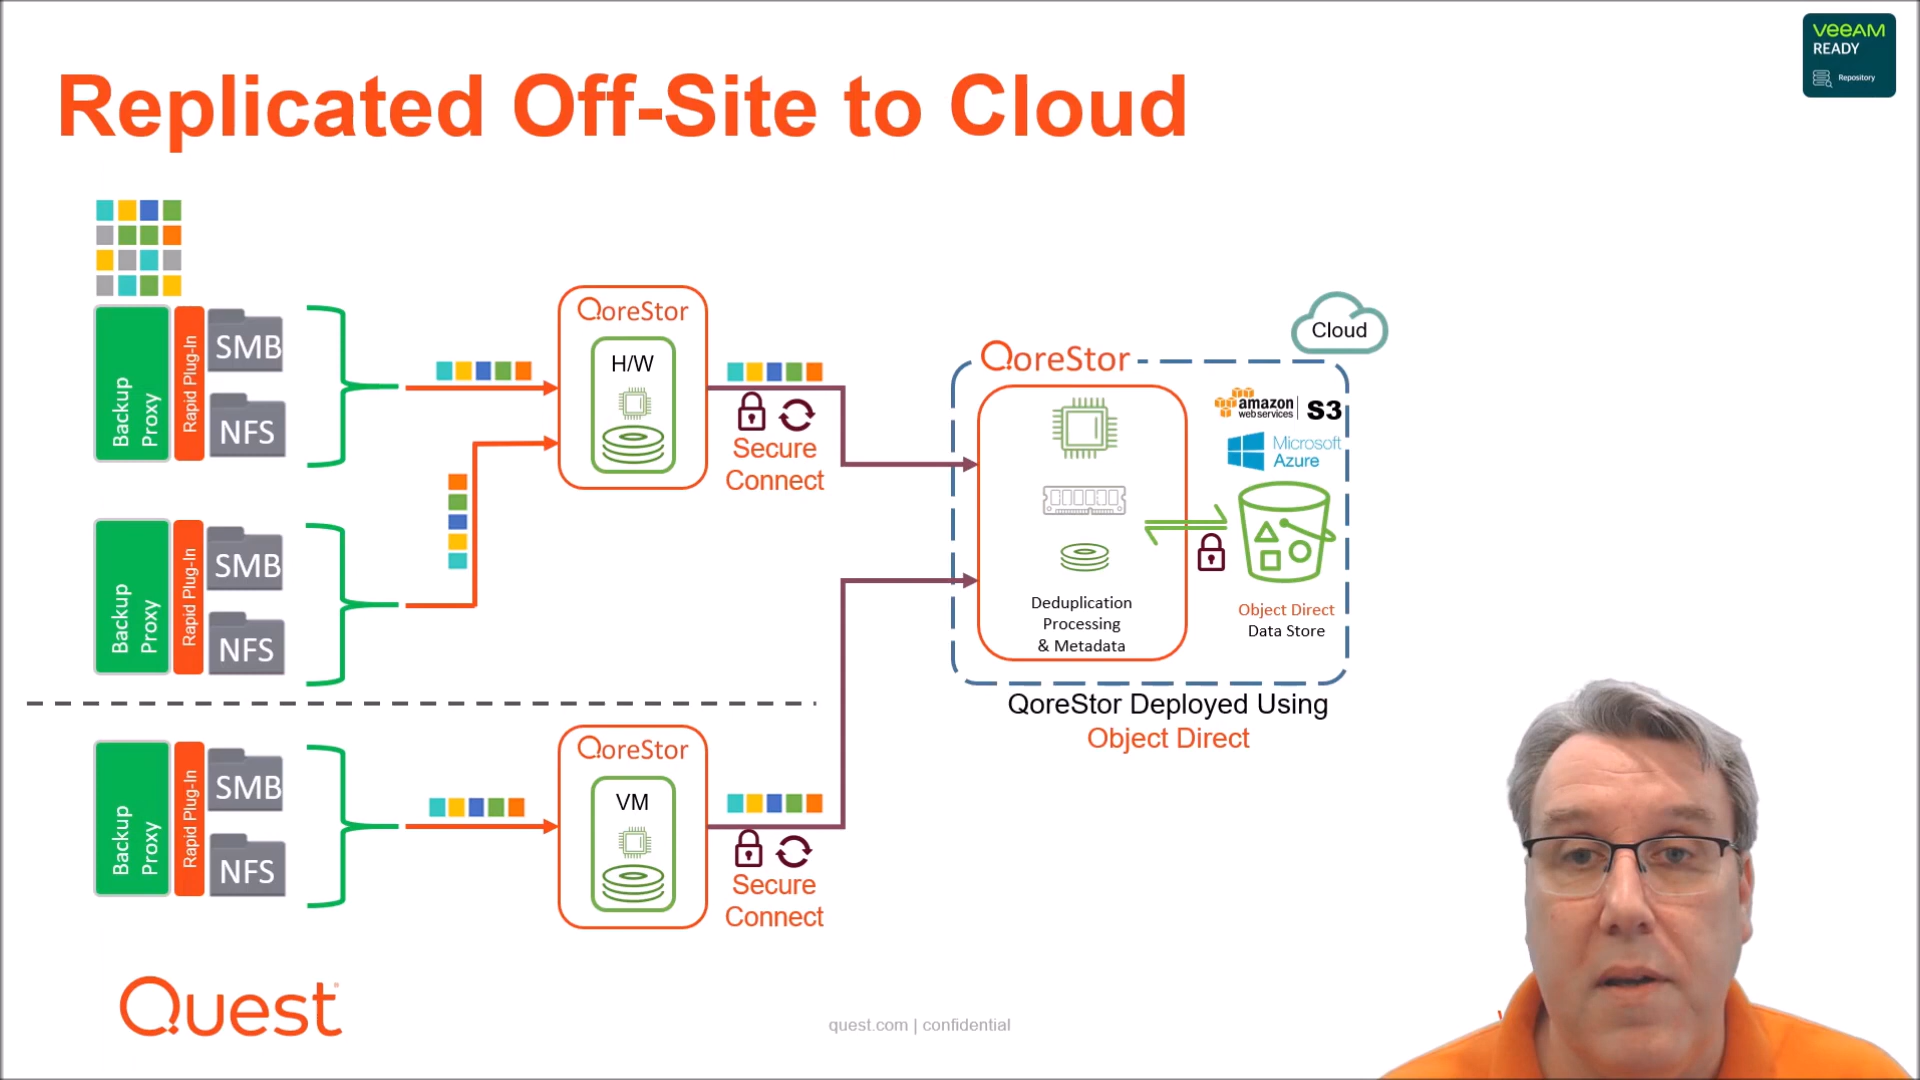 veeAM
READY
Repository
Replicated Off-Site to Cloud
Backup
Proxy
Rapid Plug-In
SMB
NFS
QoreStor
H/W
Secure
Connect
Backup
Proxy
Rapid Plug-In
SMB
NFS
Backup
Proxy
Rapid Plug-In
SMB
NFS
QoreStor
VM
Secure
Connect
Cloud
QoreStor
amazon
webservices
S3
Microsoft
Azure
Deduplication
Processing
& Metadata
Object Direct
Data Store
QoreStor Deployed Using
Object Direct
Quest
quest.com | confidential